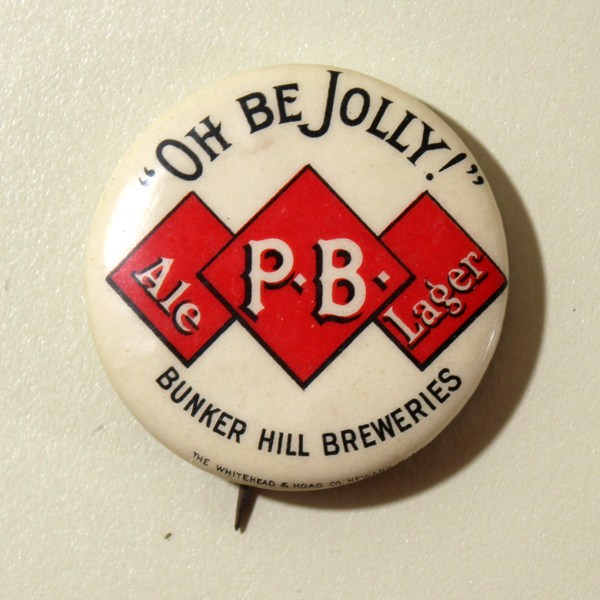 "OH BE JOLLY!"
Ale
P.B.
Lager
BUNKER HILL BREWERIES
THE WHITEHEAD & HOAG CO.